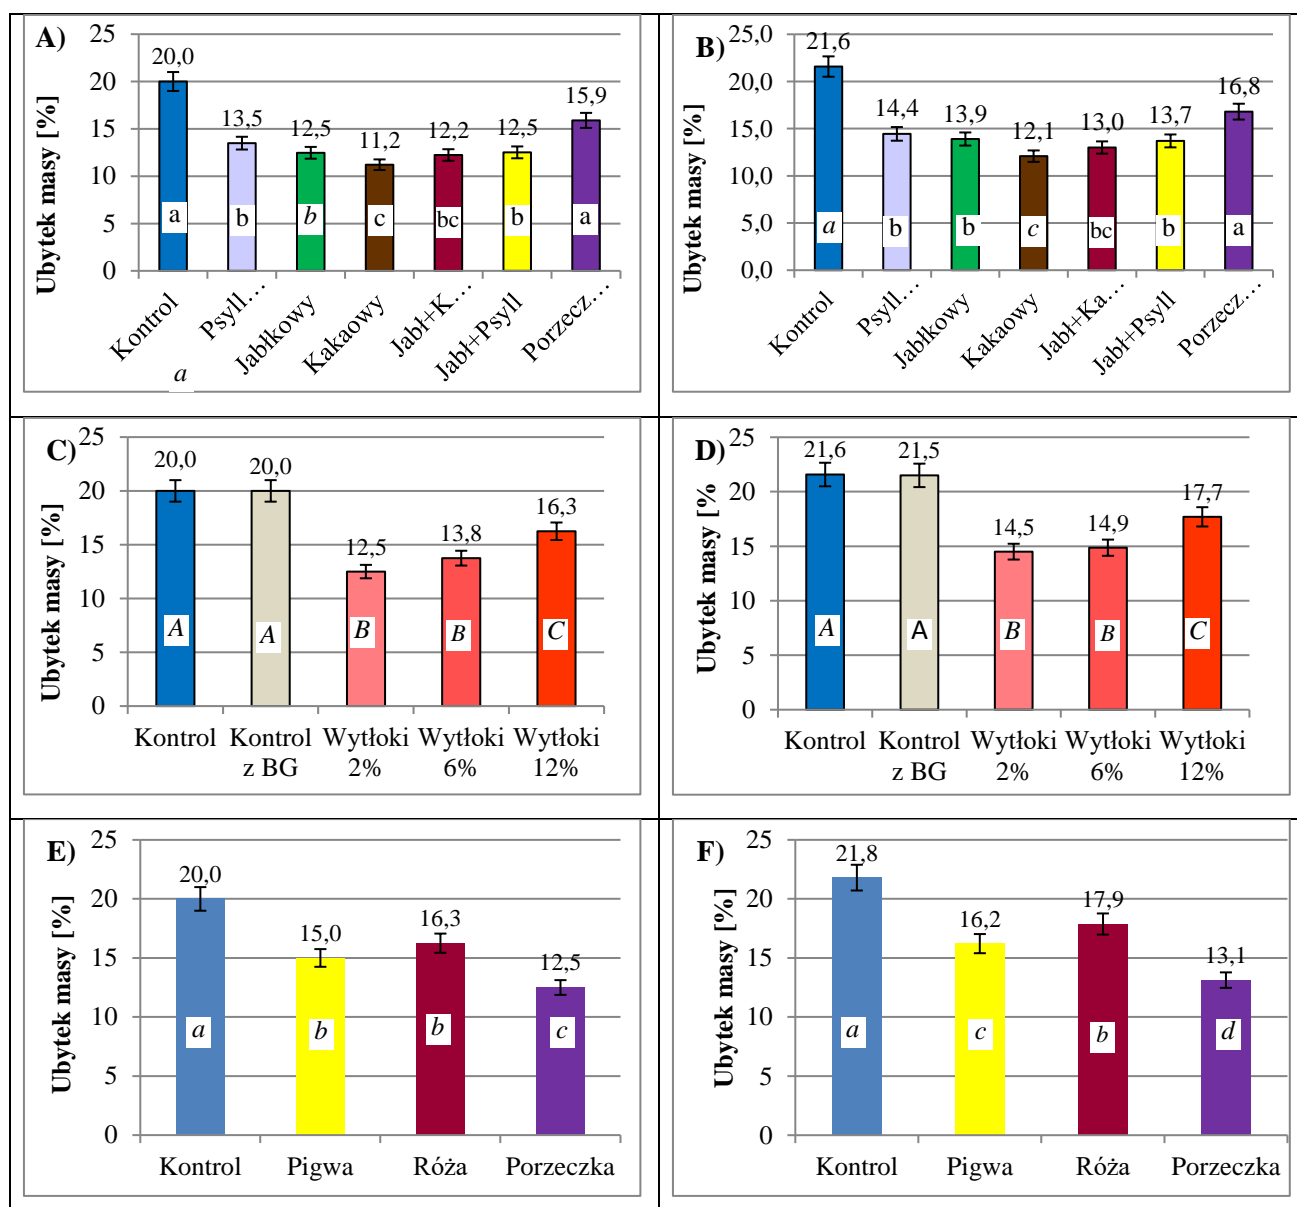 A)
Ubytek masy [%]
25
20
15
10
5
0
20,0
13,5
12,5
11,2
12,2
12,5
15,9
a
b
b
c
bc
b
a
Kontrol
Psyll…
Jabłkowy
Kakaowy
Jabł+K…
Jabł+Psyll
Porzecz…
a
B)
Ubytek masy [%]
25,0
20,0
15,0
10,0
5,0
0,0
21,6
14,4
13,9
12,1
13,0
13,7
16,8
a
b
b
c
bc
b
a
Kontrol
Psyll…
Jabłkowy
Kakaowy
Jabł+Ka…
Jabł+Psyll
Porzecz…
C)
Ubytek masy [%]
25
20
15
10
5
0
20,0
20,0
12,5
13,8
16,3
A
A
B
B
C
Kontrol
Kontrol
z BG
Wytłoki
2%
Wytłoki
6%
Wytłoki
12%
D)
Ubytek masy [%
25
20
15
10
5
0
21,6
21,5
14,5
14,9
17,7
A
A
B
B
C
Kontrol
Kontrol
z BG
Wytłoki
2%
Wytłoki
6%
Wytłoki
12%
E)
Ubytek masy [%]
25
20
15
10
5
0
20,0
15,0
16,3
12,5
a
b
b
c
Kontrol
Pigwa
Róża
Porzeczka
F)
Ubytek masy [%]
25
20
15
10
5
0
21,8
16,2
17,9
13,1
a
c
b
d
Kontrol
Pigwa
Róża
Porzeczka